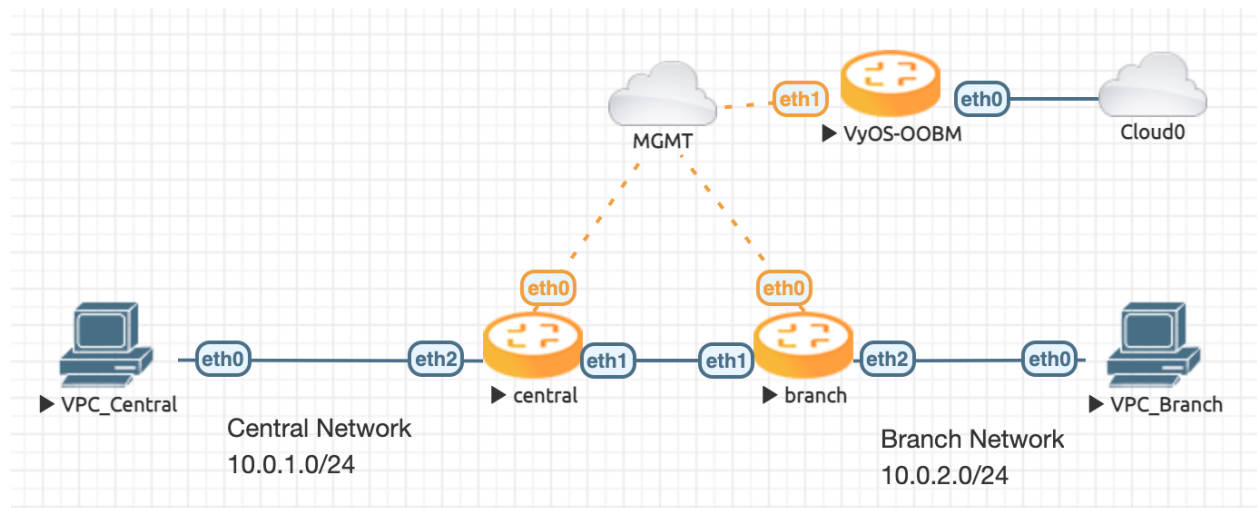 eth1
eth0
MGMT
▶ VyOS-OOBM
Cloud0
eth0
eth0
eth0
eth2
eth1
eth1
eth2
eth0
▶ VPC_Central
▶ central
▶ branch
▶ VPC_Branch
Central Network
10.0.1.0/24
Branch Network
10.0.2.0/24